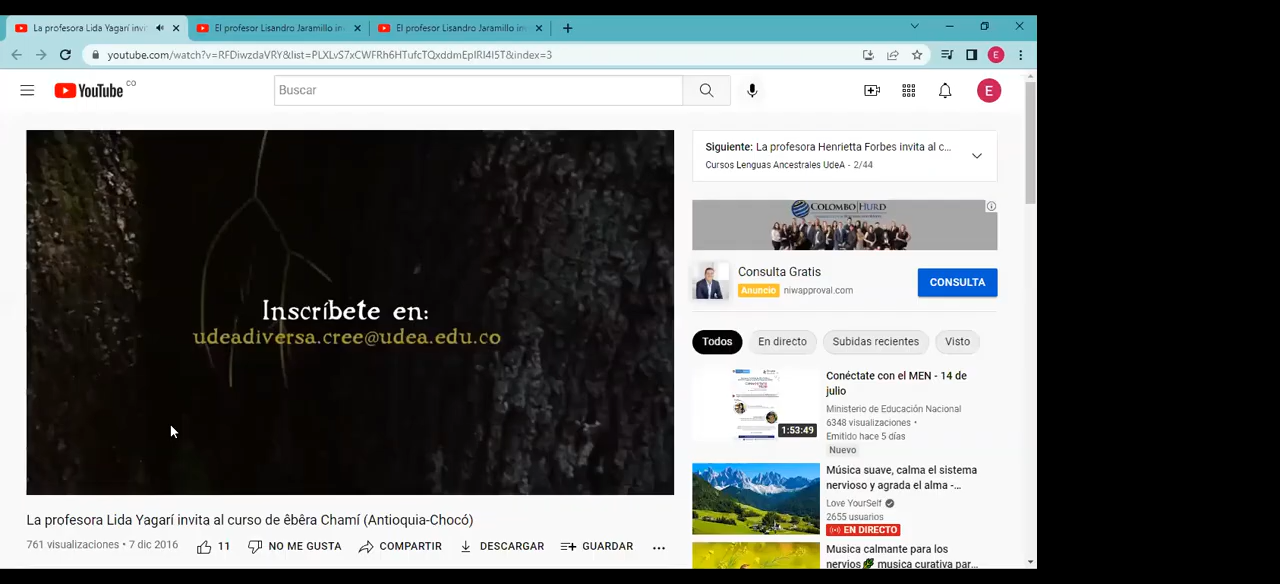 La profesora Lida Yagarí invi
El profesor Lisandro Jaramillo in
El profesor Lisandro Jaramillo in
youtube.com/watch?v=RFDiwzdaVRY&list=PLXLvS7xCWFRh6HTufcTQxddmEpIRI4I5T&index=3
E
YouTube CO
Buscar
E
Inscríbete en:
udeadiversa.cree@udea.edu.co
La profesora Lida Yagarí invita al curso de êbêra Chamí (Antioquia-Chocó)
761 visualizaciones • 7 dic 2016
11
NO ME GUSTA
COMPARTIR
DESCARGAR
GUARDAR
Siguiente: La profesora Henrietta Forbes invita al c...
Cursos Lenguas Ancestrales UdeA - 2/44
COLOMBO HURD
Consulta Gratis
Anuncio niwapproval.com
CONSULTA
Todos
En directo
Subidas recientes
Visto
1:53:49
Conéctate con el MEN - 14 de
julio
Ministerio de Educación Nacional
6348 visualizaciones •
Emitido hace 5 días
Nuevo
Música suave, calma el sistema
nervioso y agrada el alma -...
Love YourSelf
2655 usuarios
EN DIRECTO
Musica calmante para los
nervios🌿 musica curativa par...